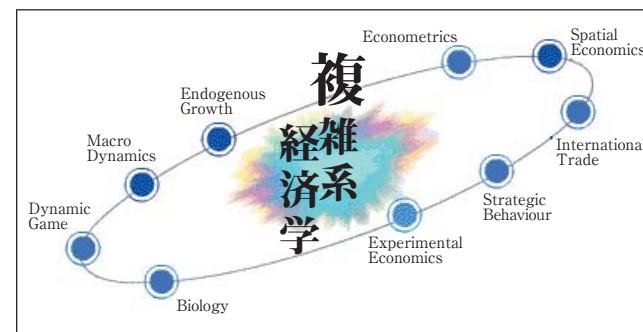 複
雑系
経済学
Econometrics
Spatial
Economics
Endogenous
Growth
Macro
Dynamics
International
Trade
Dynamic
Game
Strategic
Behaviour
Experimental
Economics
Biology